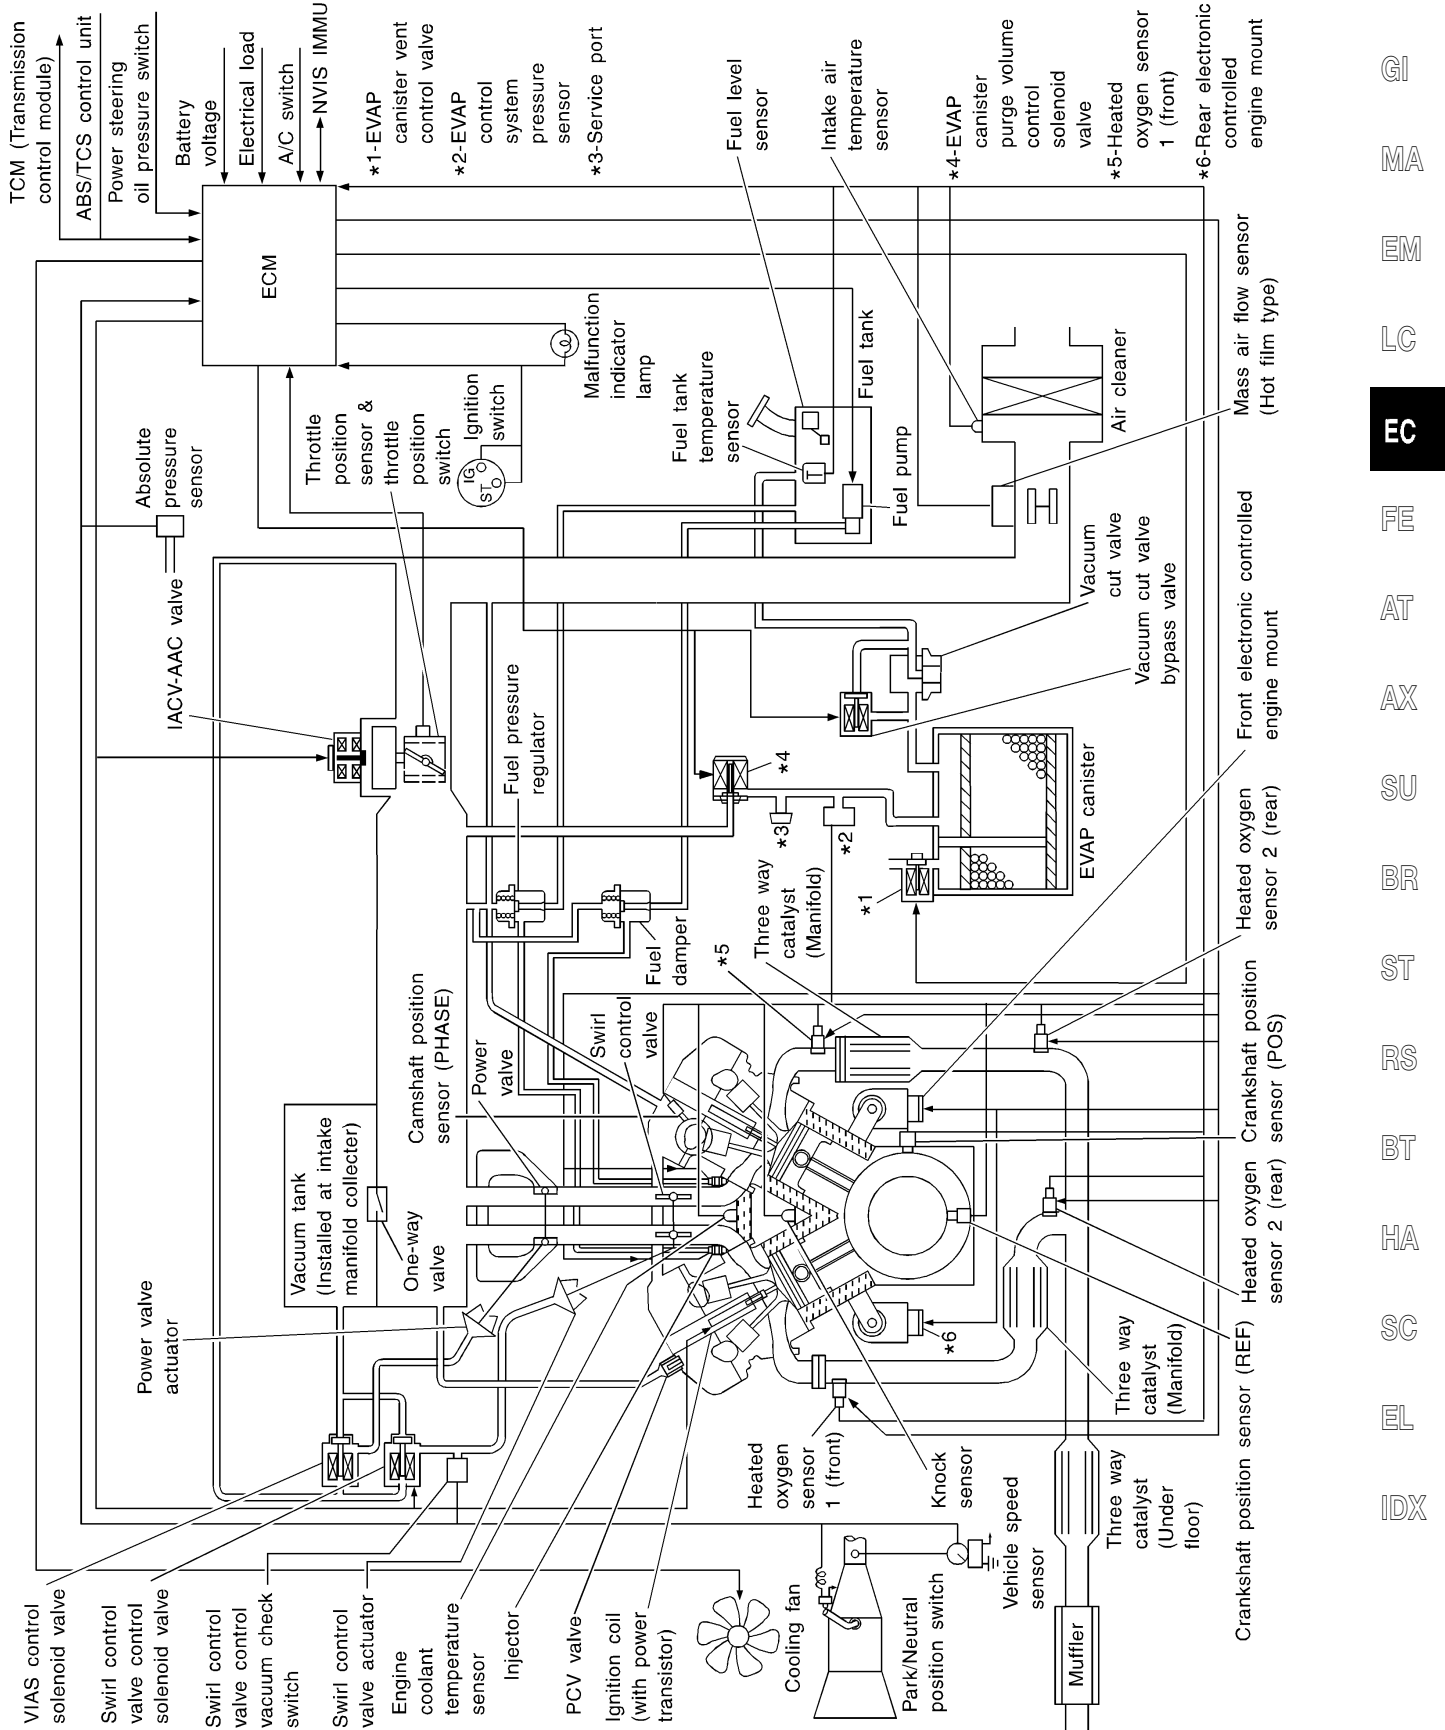 TCM (Transmission
control module)
ABS/TCS control unit
Power steering
oil pressure switch
Battery
voltage
Electrical load
A/C switch
NVIS IMMU
*1-EVAP
canister vent
control valve
*2-EVAP
control
system
pressure
sensor
*3-Service port
Fuel level
sensor
Intake air
temperature
sensor
*4-EVAP
canister
purge volume
control
solenoid
valve
*5-Heated
oxygen sensor
1 (front)
*6-Rear electronic
controlled
engine mount
ECM
Absolute
pressure
sensor
IACV-AAC valve
Throttle
position
sensor &
throttle
position
switch
Ignition
switch
IG
ST
Malfunction
indicator
lamp
Fuel tank
temperature
sensor
T
Fuel tank
Fuel pump
Air cleaner
Mass air flow sensor
(Hot film type)
Vacuum
cut valve
Vacuum cut valve
bypass valve
Front electronic controlled
engine mount
Fuel pressure
regulator
*4
*3
*2
*1
EVAP canister
Heated oxygen
sensor 2 (rear)
Three way
catalyst
(Manifold)
*5
Fuel
damper
Camshaft position
sensor (PHASE)
Power
valve
Swirl
control
valve
Crankshaft position
sensor (POS)
Vacuum tank
(Installed at intake
manifold collecter)
One-way
valve
Heated oxygen
sensor 2 (rear)
Power valve
actuator
*6
Three way
catalyst
(Manifold)
Crankshaft position sensor (REF)
Heated
oxygen
sensor
1 (front)
Knock
sensor
Vehicle speed
sensor
Three way
catalyst
(Under
floor)
VIAS control
solenoid valve
Swirl control
valve control
solenoid valve
Swirl control
valve control
vacuum check
switch
Swirl control
valve actuator
Engine
coolant
temperature
sensor
Injector
PCV valve
Ignition coil
(with power
transistor)
Cooling fan
Park/Neutral
position switch
Muffler
GI
MA
EM
LC
EC
FE
AT
AX
SU
BR
ST
RS
BT
HA
SC
EL
IDX